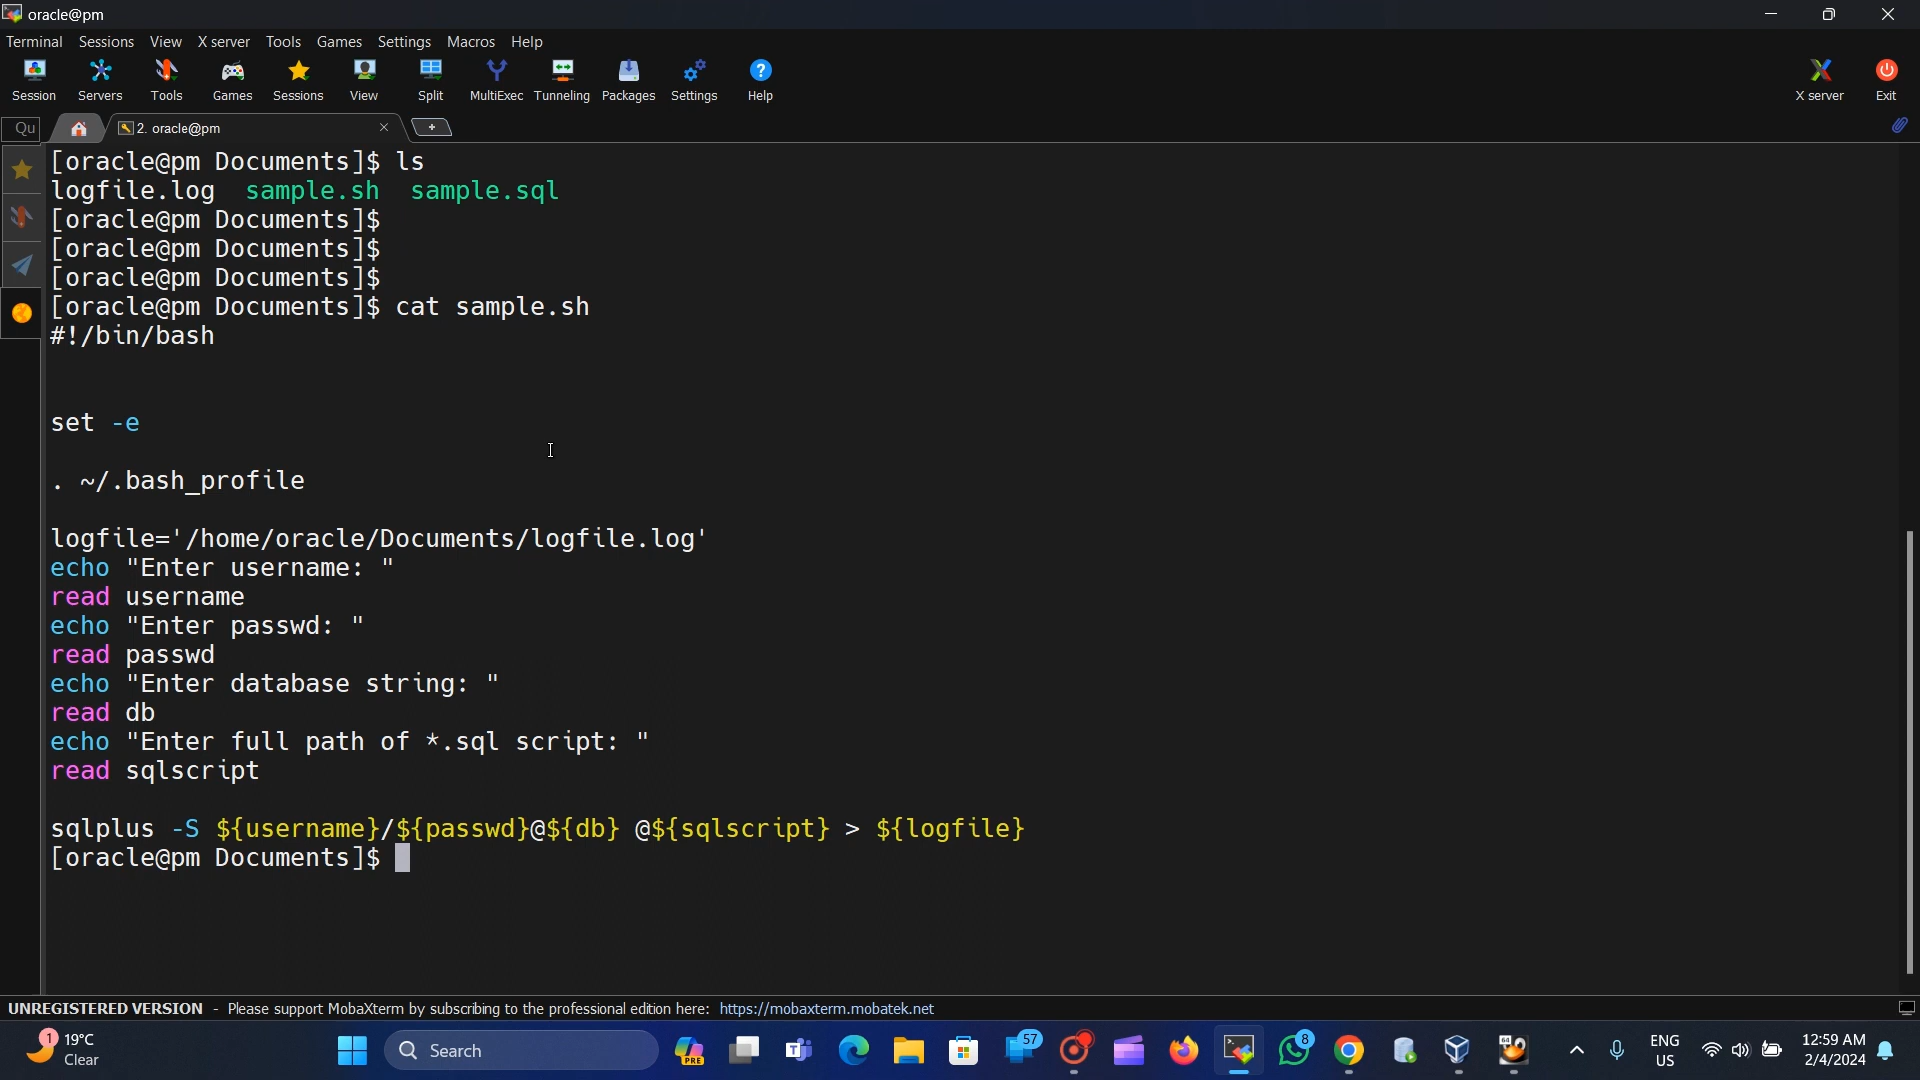 oracle@pm
Terminal Sessions View X server Tools Games Settings Macros Help
Session Servers Tools Games Sessions View Split MultiExec Tunneling Packages Settings Help X server Exit
Qu 2. oracle@pm
[oracle@pm Documents]$ ls
logfile.log sample.sh sample.sql
[oracle@pm Documents]$
[oracle@pm Documents]$
[oracle@pm Documents]$
[oracle@pm Documents]$ cat sample.sh
#!/bin/bash
set -e
. ~/.bash_profile
logfile='/home/oracle/Documents/logfile.log'
echo "Enter username: "
read username
echo "Enter passwd: "
read passwd
echo "Enter database string: "
read db
echo "Enter full path of *.sql script: "
read sqlscript
sqlplus -S ${username}/${passwd}@${db} @${sqlscript} > ${logfile}
[oracle@pm Documents]$
UNREGISTERED VERSION - Please support MobaXterm by subscribing to the professional edition here: https://mobaxterm.mobatek.net
1 19°C Search PRE 57 8 64 ENG 12:59 AM
Clear US 2/4/2024